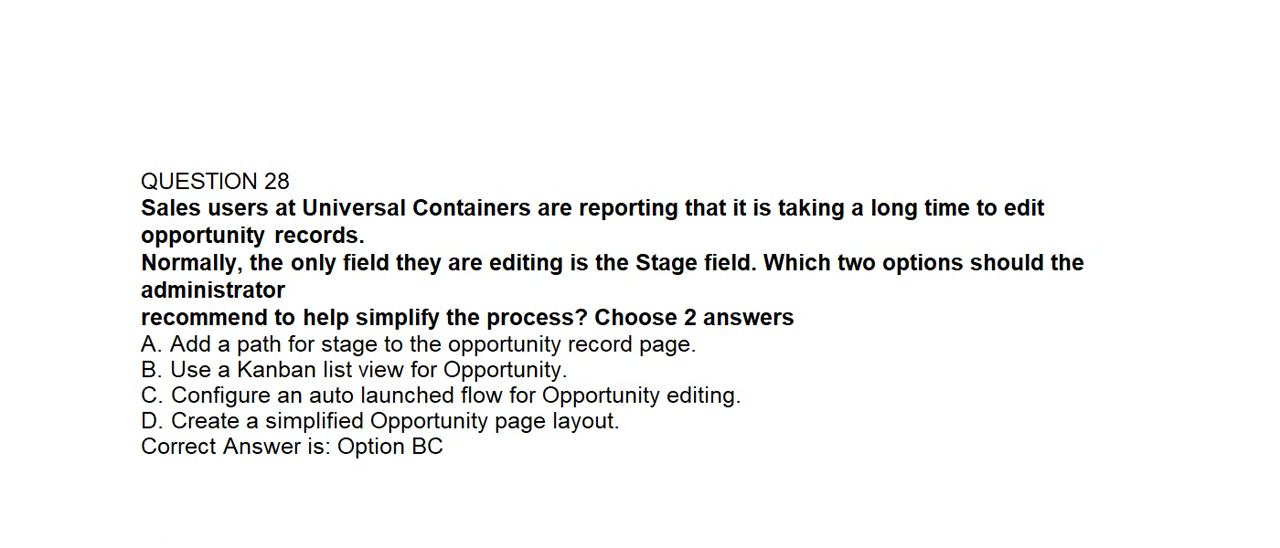 QUESTION 28
Sales users at Universal Containers are reporting that it is taking a long time to edit
opportunity records.
Normally, the only field they are editing is the Stage field. Which two options should the
administrator
recommend to help simplify the process? Choose 2 answers
A. Add a path for stage to the opportunity record page.
B. Use a Kanban list view for Opportunity.
C. Configure an auto launched flow for Opportunity editing.
D. Create a simplified Opportunity page layout.
Correct Answer is: Option BC